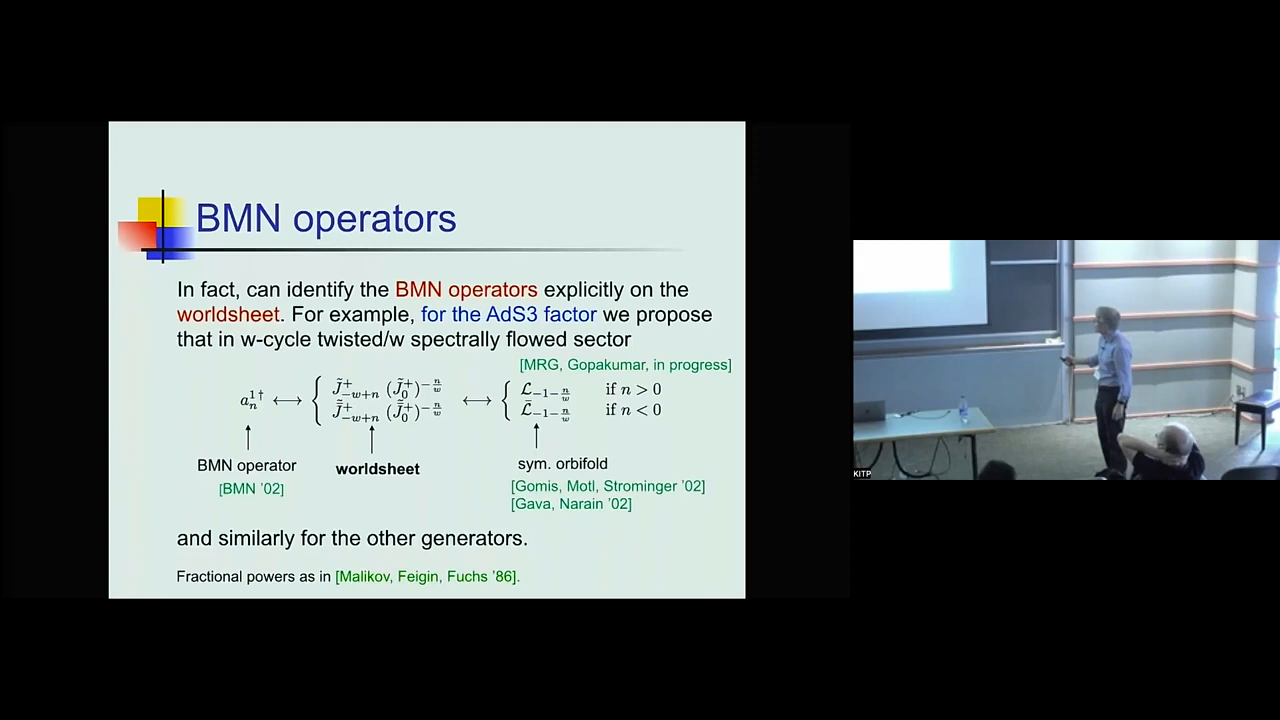 BMN operators
In fact, can identify the BMN operators explicitly on the
worldsheet. For example, for the AdS3 factor we propose
that in w-cycle twisted/w spectrally flowed sector
[MRG, Gopakumar, in progress]
$a_n^{1\dagger} \longleftrightarrow \begin{cases} \tilde{J}^+_{-w+n} (\tilde{J}^+_0)^{-\frac{n}{w}} \\ \bar{\tilde{J}}^+_{-w+n} (\bar{\tilde{J}}^+_0)^{-\frac{n}{w}} \end{cases} \longleftrightarrow \begin{cases} \mathcal{L}_{-1-\frac{n}{w}} & \text{if } n > 0 \\ \bar{\mathcal{L}}_{-1-\frac{n}{w}} & \text{if } n < 0 \end{cases}$
BMN operator worldsheet sym. orbifold
[BMN '02] [Gomis, Motl, Strominger '02]
[Gava, Narain '02]
and similarly for the other generators.
Fractional powers as in [Malikov, Feigin, Fuchs '86].
KITP